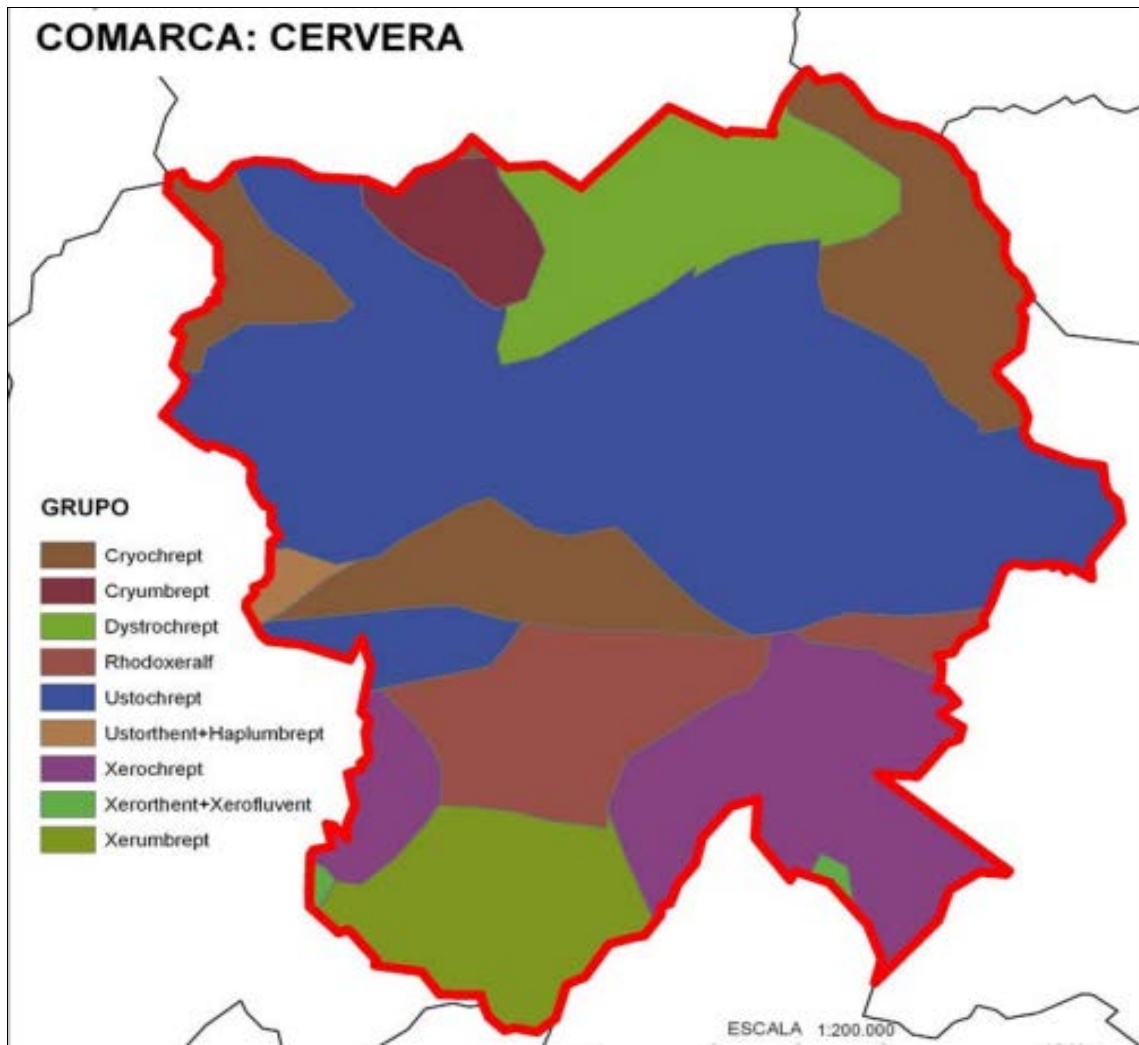 COMARCA: CERVERA
GRUPO
Cryochrept
Cryumbrept
Dystrochrept
Rhodoxeralf
Ustochrept
Ustorthent+Haplumbrept
Xerochrept
Xerorthent+Xerofluvent
Xerumbrept
ESCALA 1:200.000